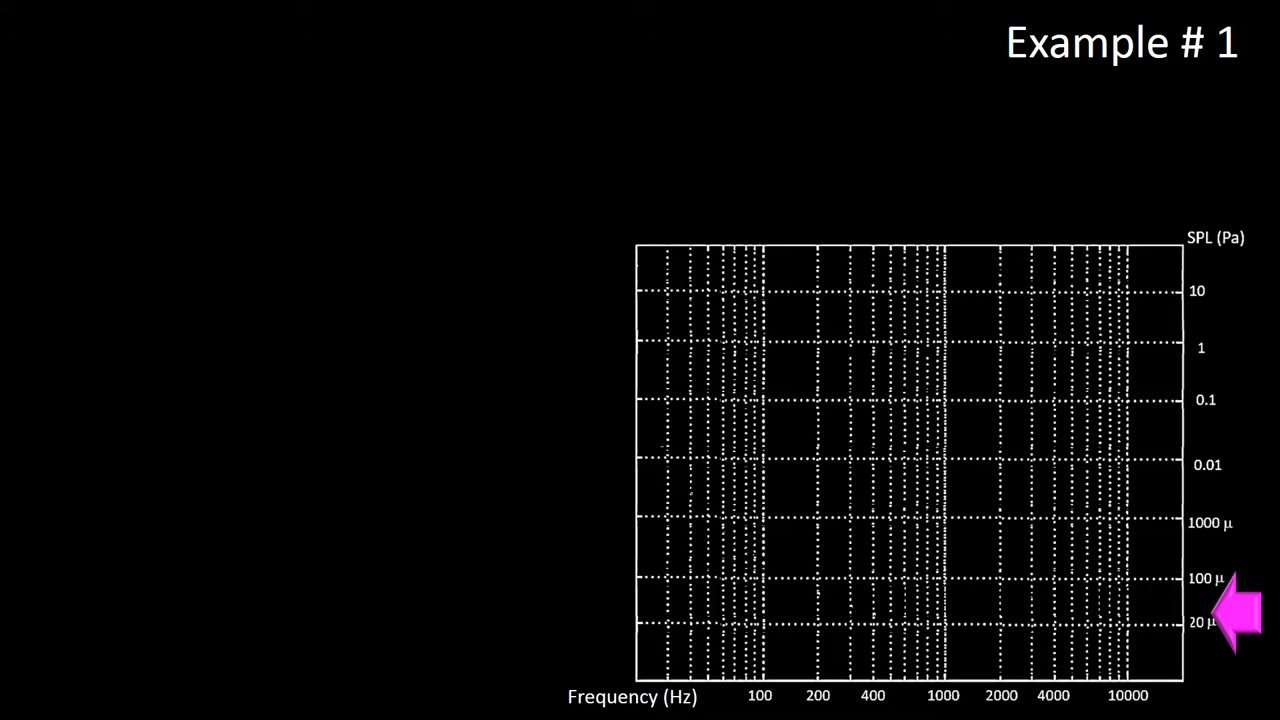 Example # 1
SPL (Pa)
10
1
0.1
0.01
1000 μ
100 μ
20 μ
Frequency (Hz) 100 200 400 1000 2000 4000 10000